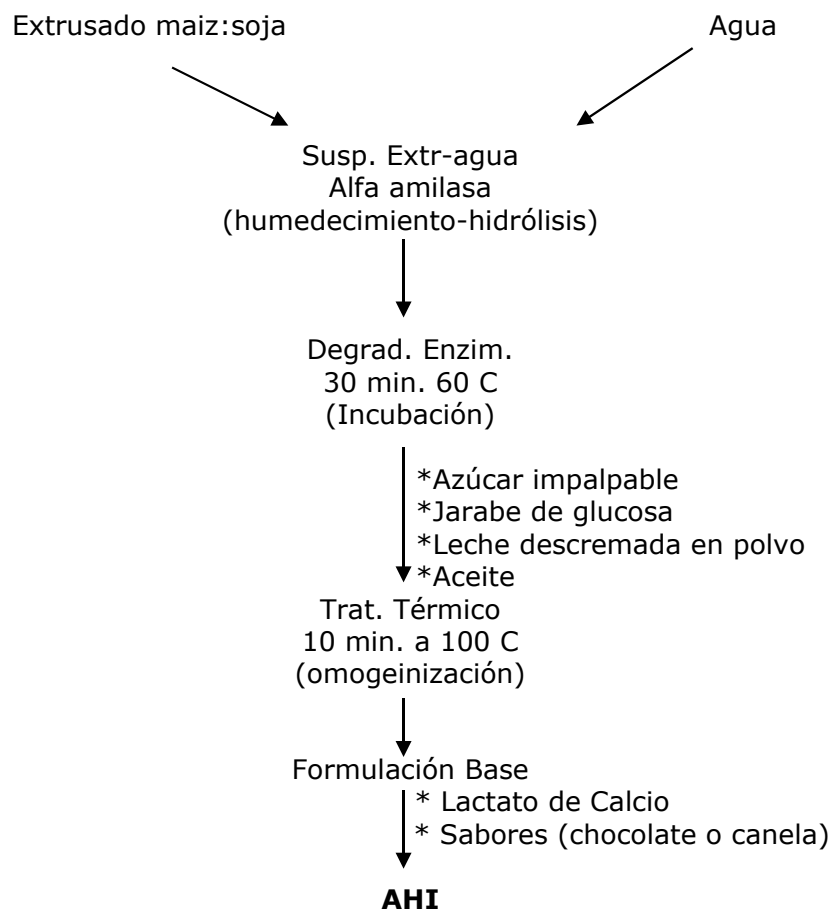 Extrusado maiz:soja
Agua
Susp. Extr-agua
Alfa amilasa
(humedecimiento-hidrólisis)
Degrad. Enzim.
30 min. 60 C
(Incubación)
*Azúcar impalpable
*Jarabe de glucosa
*Leche descremada en polvo
*Aceite
Trat. Térmico
10 min. a 100 C
(omogeinización)
Formulación Base
* Lactato de Calcio
* Sabores (chocolate o canela)
AHI